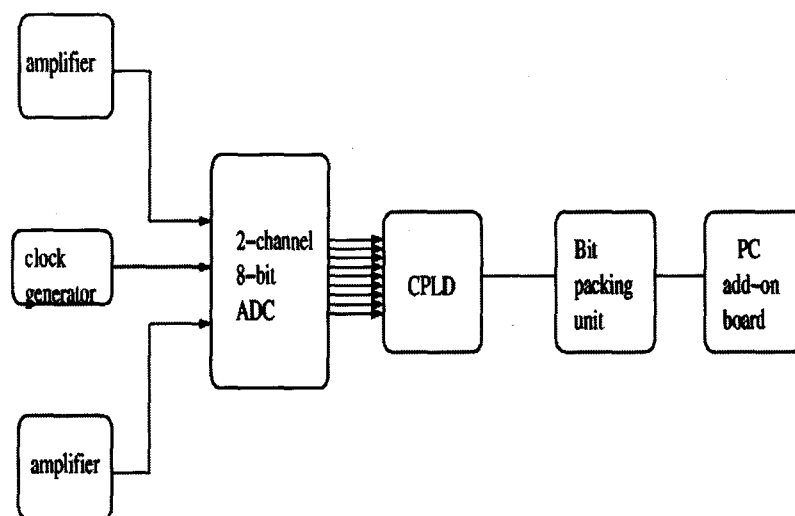 amplifier
clock
generator
amplifier
2-channel
8-bit
ADC
CPLD
Bit
packing
unit
PC
add-on
board